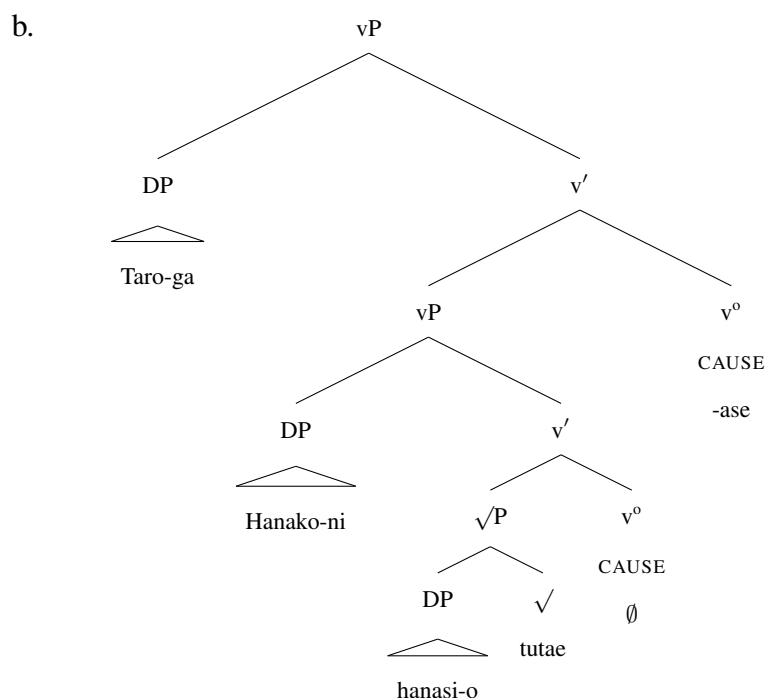 b.
vP
DP v′
Taro-ga
vP vº
CAUSE
-ase
DP v′
Hanako-ni √P vº
CAUSE
DP √ ∅
tutae
hanasi-o